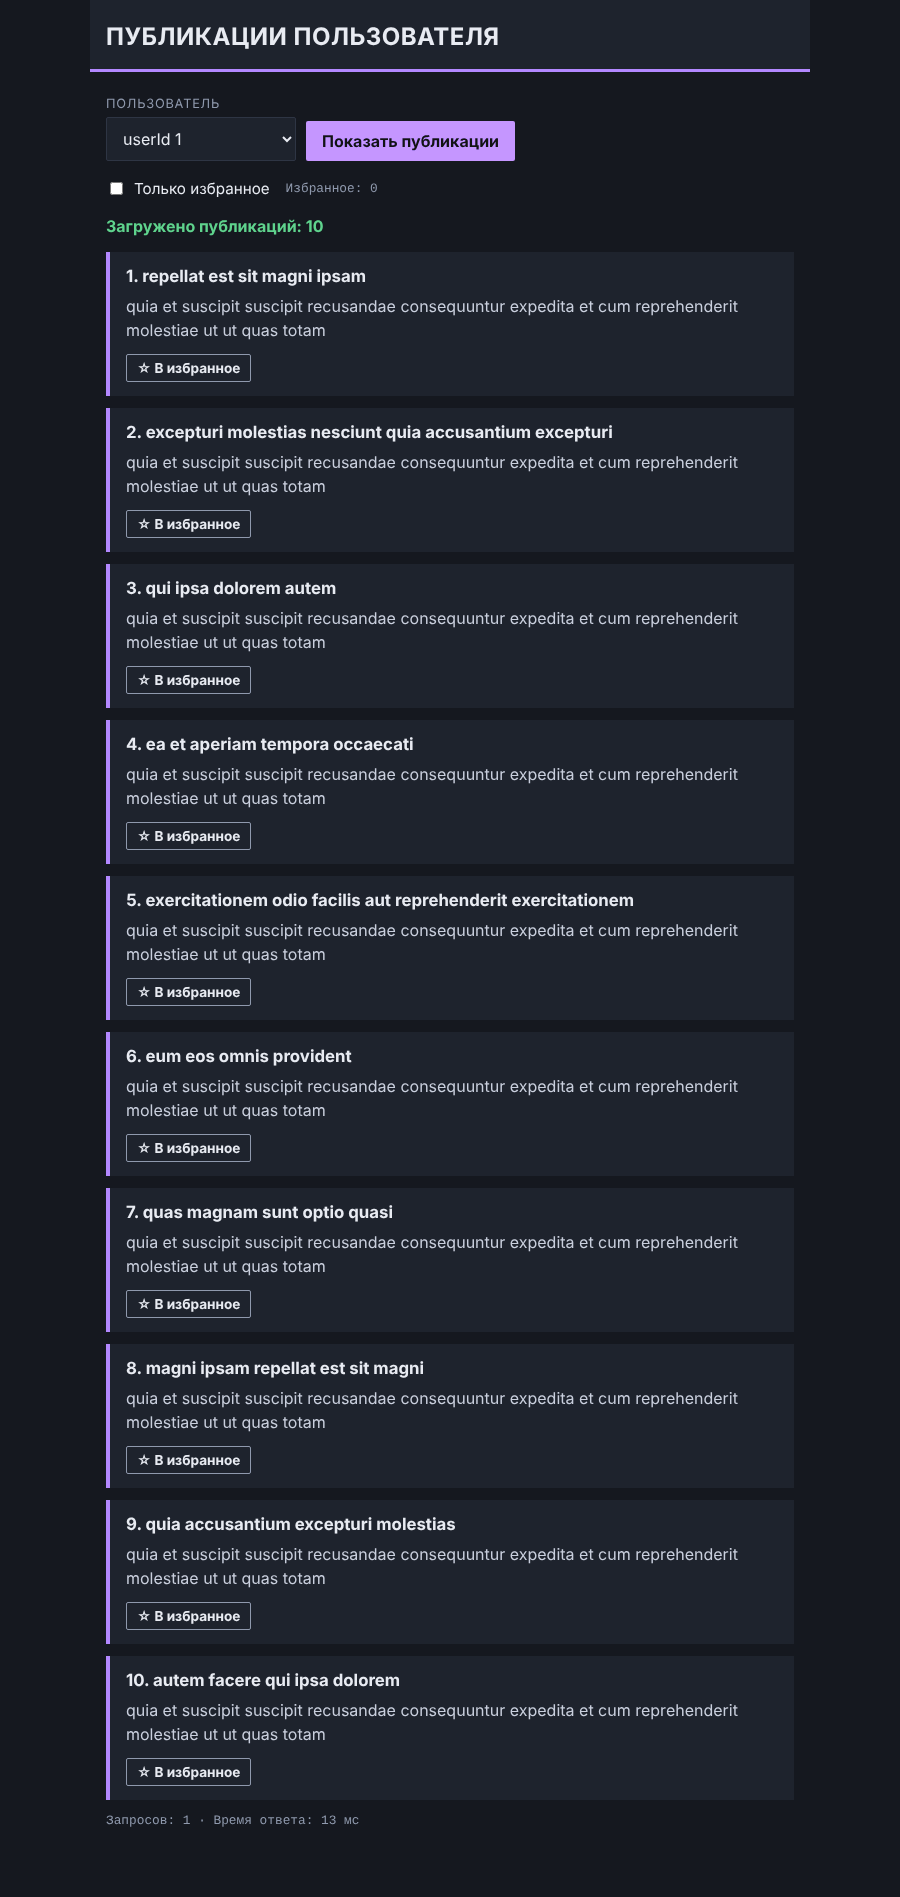 ПУБЛИКАЦИИ ПОЛЬЗОВАТЕЛЯ
ПОЛЬЗОВАТЕЛЬ
userId 1
Показать публикации
Только избранное
Избранное: 0
Загружено публикаций: 10
1. repellat est sit magni ipsam
quia et suscipit suscipit recusandae consequuntur expedita et cum reprehenderit
molestiae ut ut quas totam
☆ В избранное
2. excepturi molestias nesciunt quia accusantium excepturi
quia et suscipit suscipit recusandae consequuntur expedita et cum reprehenderit
molestiae ut ut quas totam
☆ В избранное
3. qui ipsa dolorem autem
quia et suscipit suscipit recusandae consequuntur expedita et cum reprehenderit
molestiae ut ut quas totam
☆ В избранное
4. ea et aperiam tempora occaecati
quia et suscipit suscipit recusandae consequuntur expedita et cum reprehenderit
molestiae ut ut quas totam
☆ В избранное
5. exercitationem odio facilis aut reprehenderit exercitationem
quia et suscipit suscipit recusandae consequuntur expedita et cum reprehenderit
molestiae ut ut quas totam
☆ В избранное
6. eum eos omnis provident
quia et suscipit suscipit recusandae consequuntur expedita et cum reprehenderit
molestiae ut ut quas totam
☆ В избранное
7. quas magnam sunt optio quasi
quia et suscipit suscipit recusandae consequuntur expedita et cum reprehenderit
molestiae ut ut quas totam
☆ В избранное
8. magni ipsam repellat est sit magni
quia et suscipit suscipit recusandae consequuntur expedita et cum reprehenderit
molestiae ut ut quas totam
☆ В избранное
9. quia accusantium excepturi molestias
quia et suscipit suscipit recusandae consequuntur expedita et cum reprehenderit
molestiae ut ut quas totam
☆ В избранное
10. autem facere qui ipsa dolorem
quia et suscipit suscipit recusandae consequuntur expedita et cum reprehenderit
molestiae ut ut quas totam
☆ В избранное
Запросов: 1 · Время ответа: 13 мс